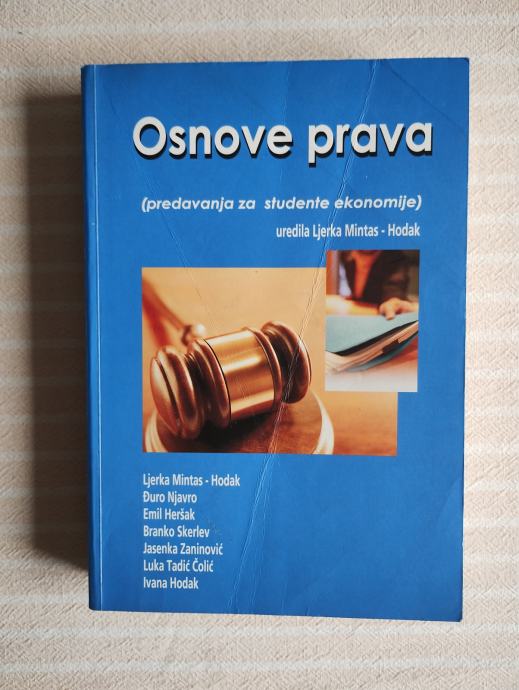 Osnove prava
(predavanja za studente ekonomije)
uredila Ljerka Mintas - Hodak
Ljerka Mintas - Hodak
Đuro Njavro
Emil Heršak
Branko Skerlev
Jasenka Zaninović
Luka Tadić Čolić
Ivana Hodak